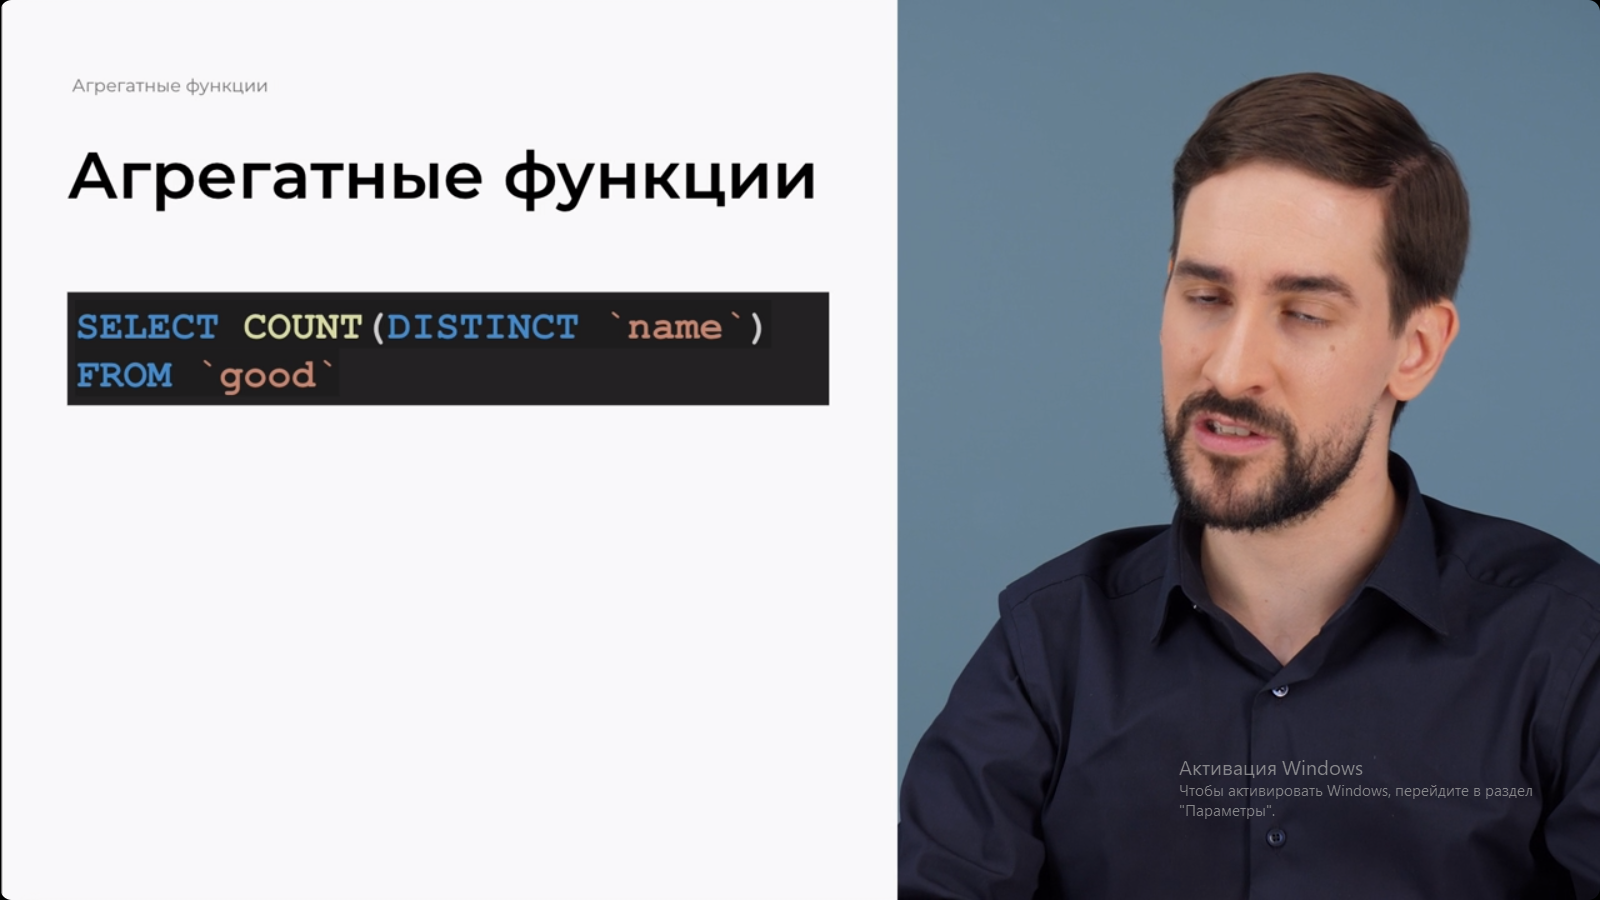 Агрегатные функции
Агрегатные функции
SELECT COUNT(DISTINCT `name`)
FROM `good`
Активация Windows
Чтобы активировать Windows, перейдите в раздел
"Параметры".